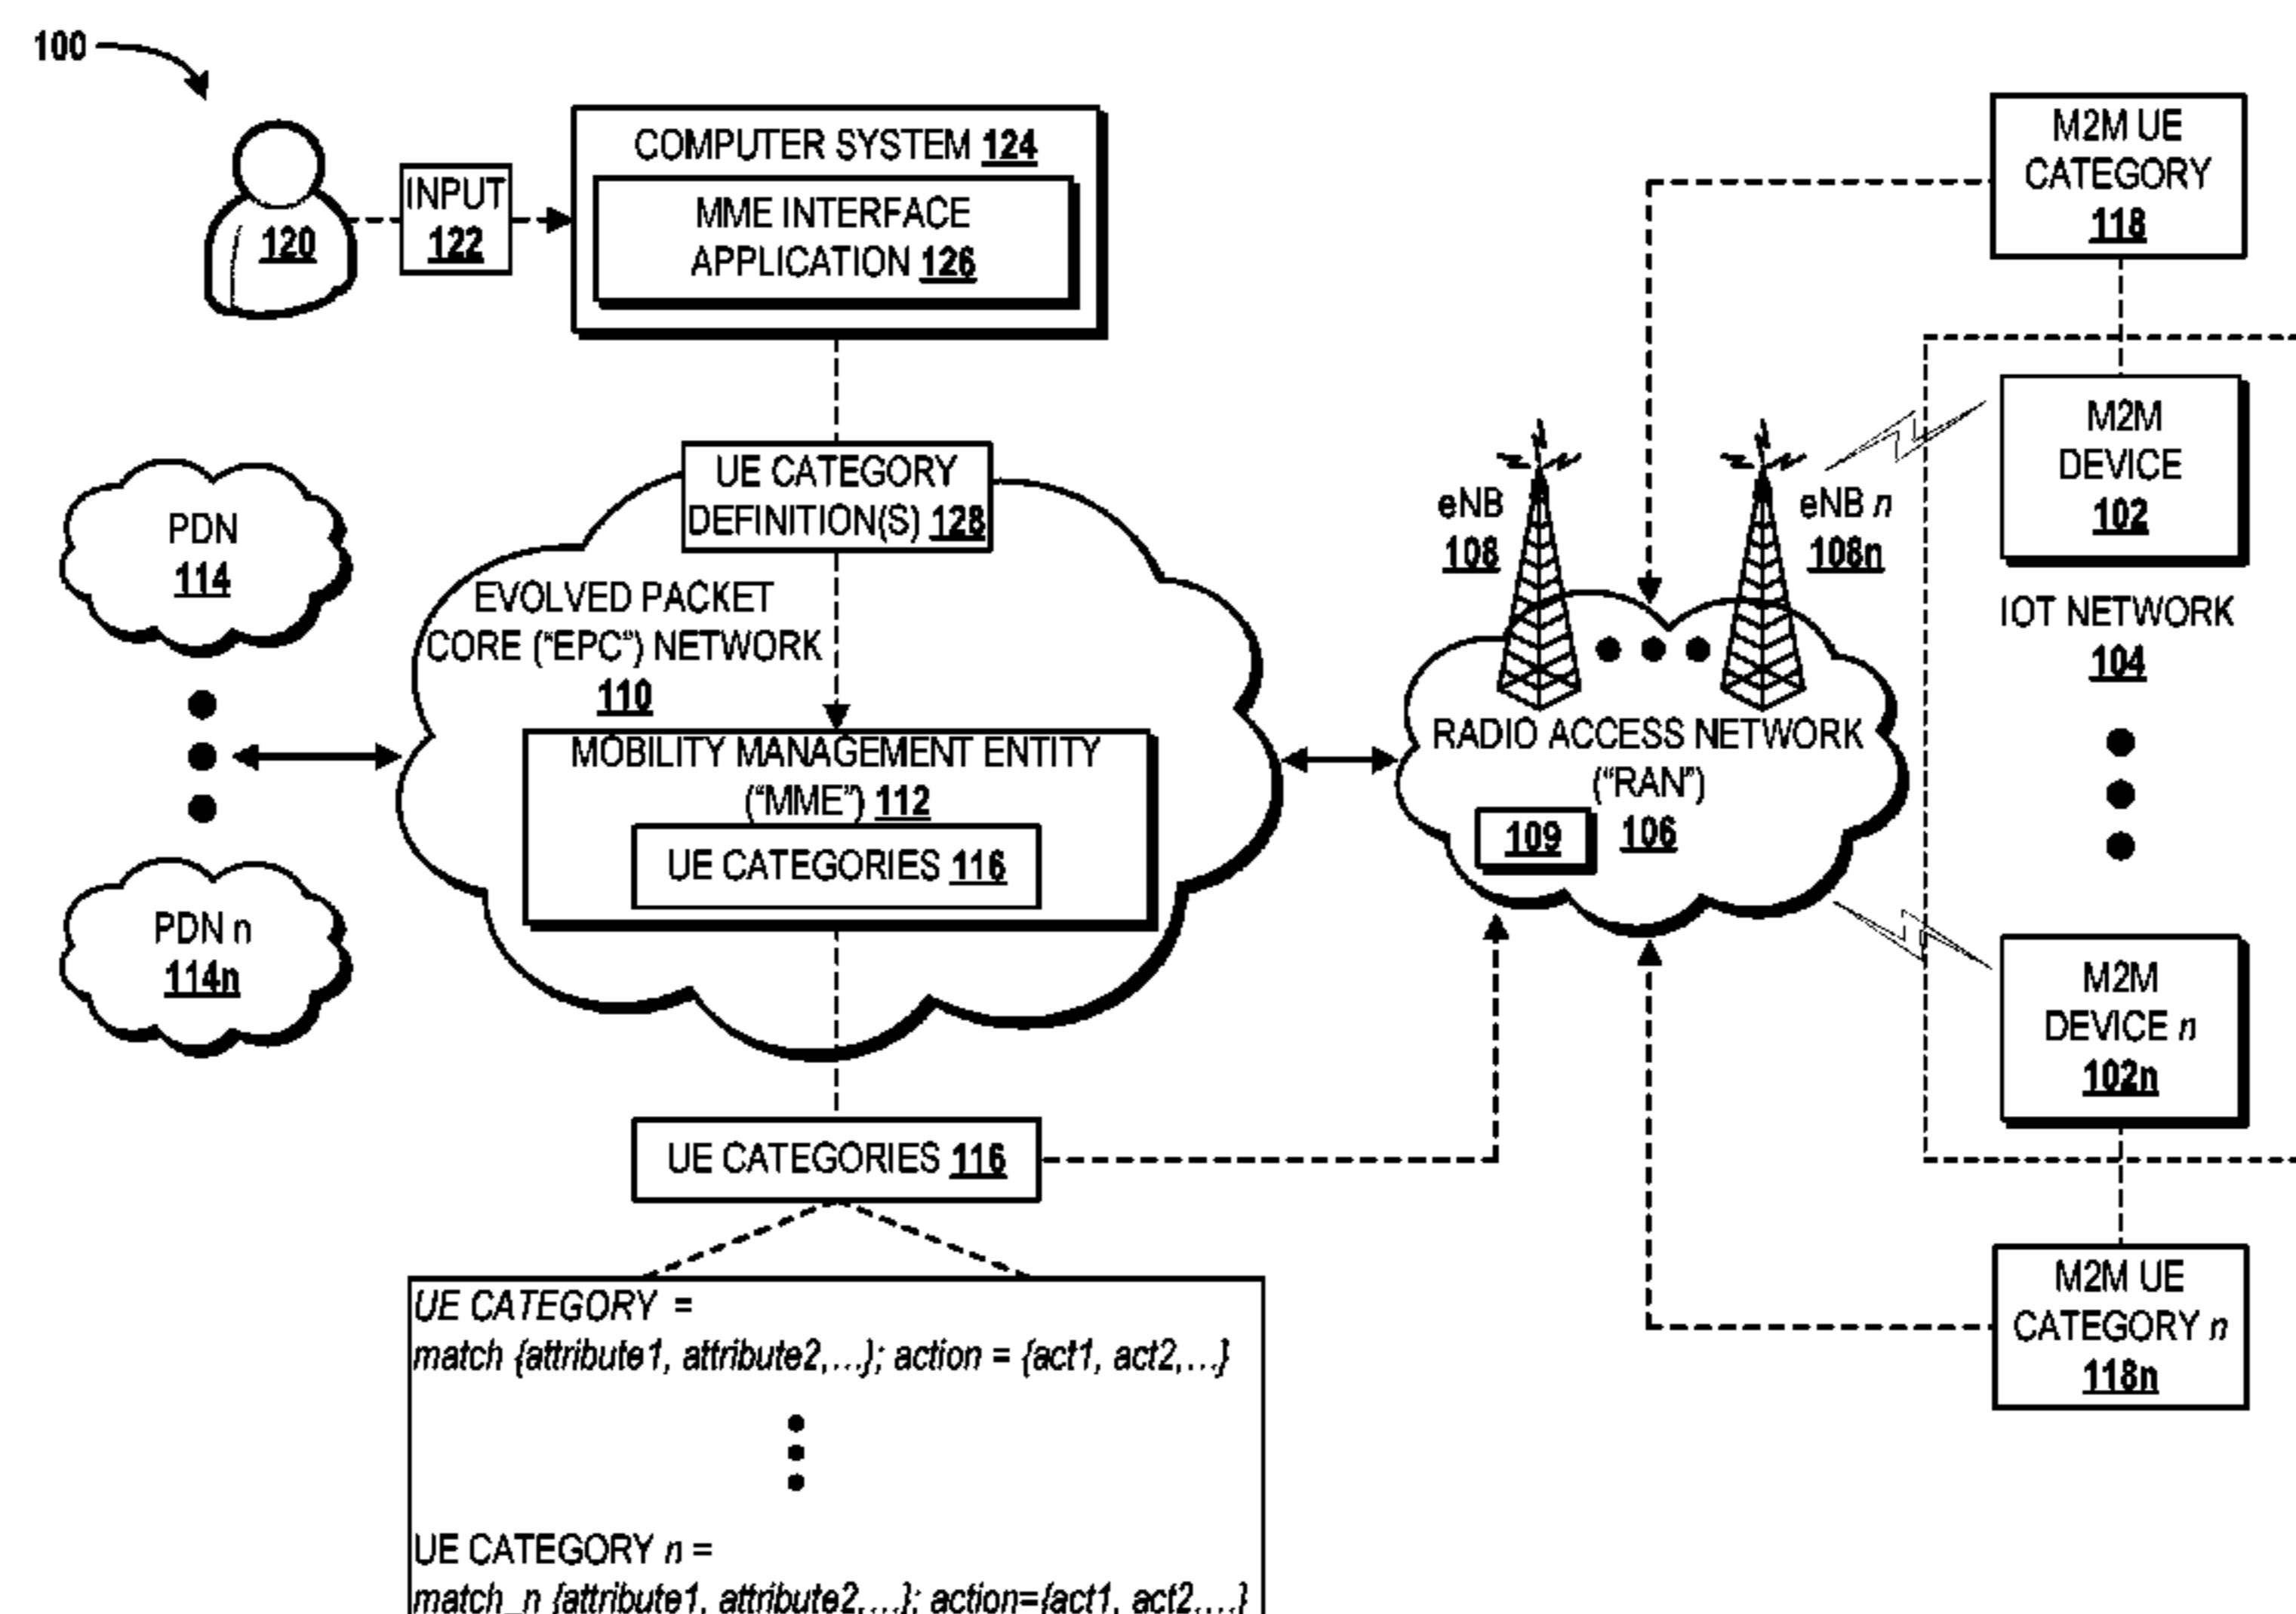 100
120
INPUT
122
COMPUTER SYSTEM 124
MME INTERFACE
APPLICATION 126
M2M UE
CATEGORY
118
PDN
114
UE CATEGORY
DEFINITION(S) 128
EVOLVED PACKET
CORE (“EPC”) NETWORK
110
MOBILITY MANAGEMENT ENTITY
(“MME”) 112
UE CATEGORIES 116
PDN n
114n
eNB
108
eNB n
108n
RADIO ACCESS NETWORK
(“RAN”)
106
109
M2M
DEVICE
102
IOT NETWORK
104
M2M
DEVICE n
102n
UE CATEGORIES 116
M2M UE
CATEGORY n
118n
UE CATEGORY =
match {attribute1, attribute2,...}; action = {act1, act2,...}
UE CATEGORY n =
match_n {attribute1, attribute2,...}; action={act1, act2,...}